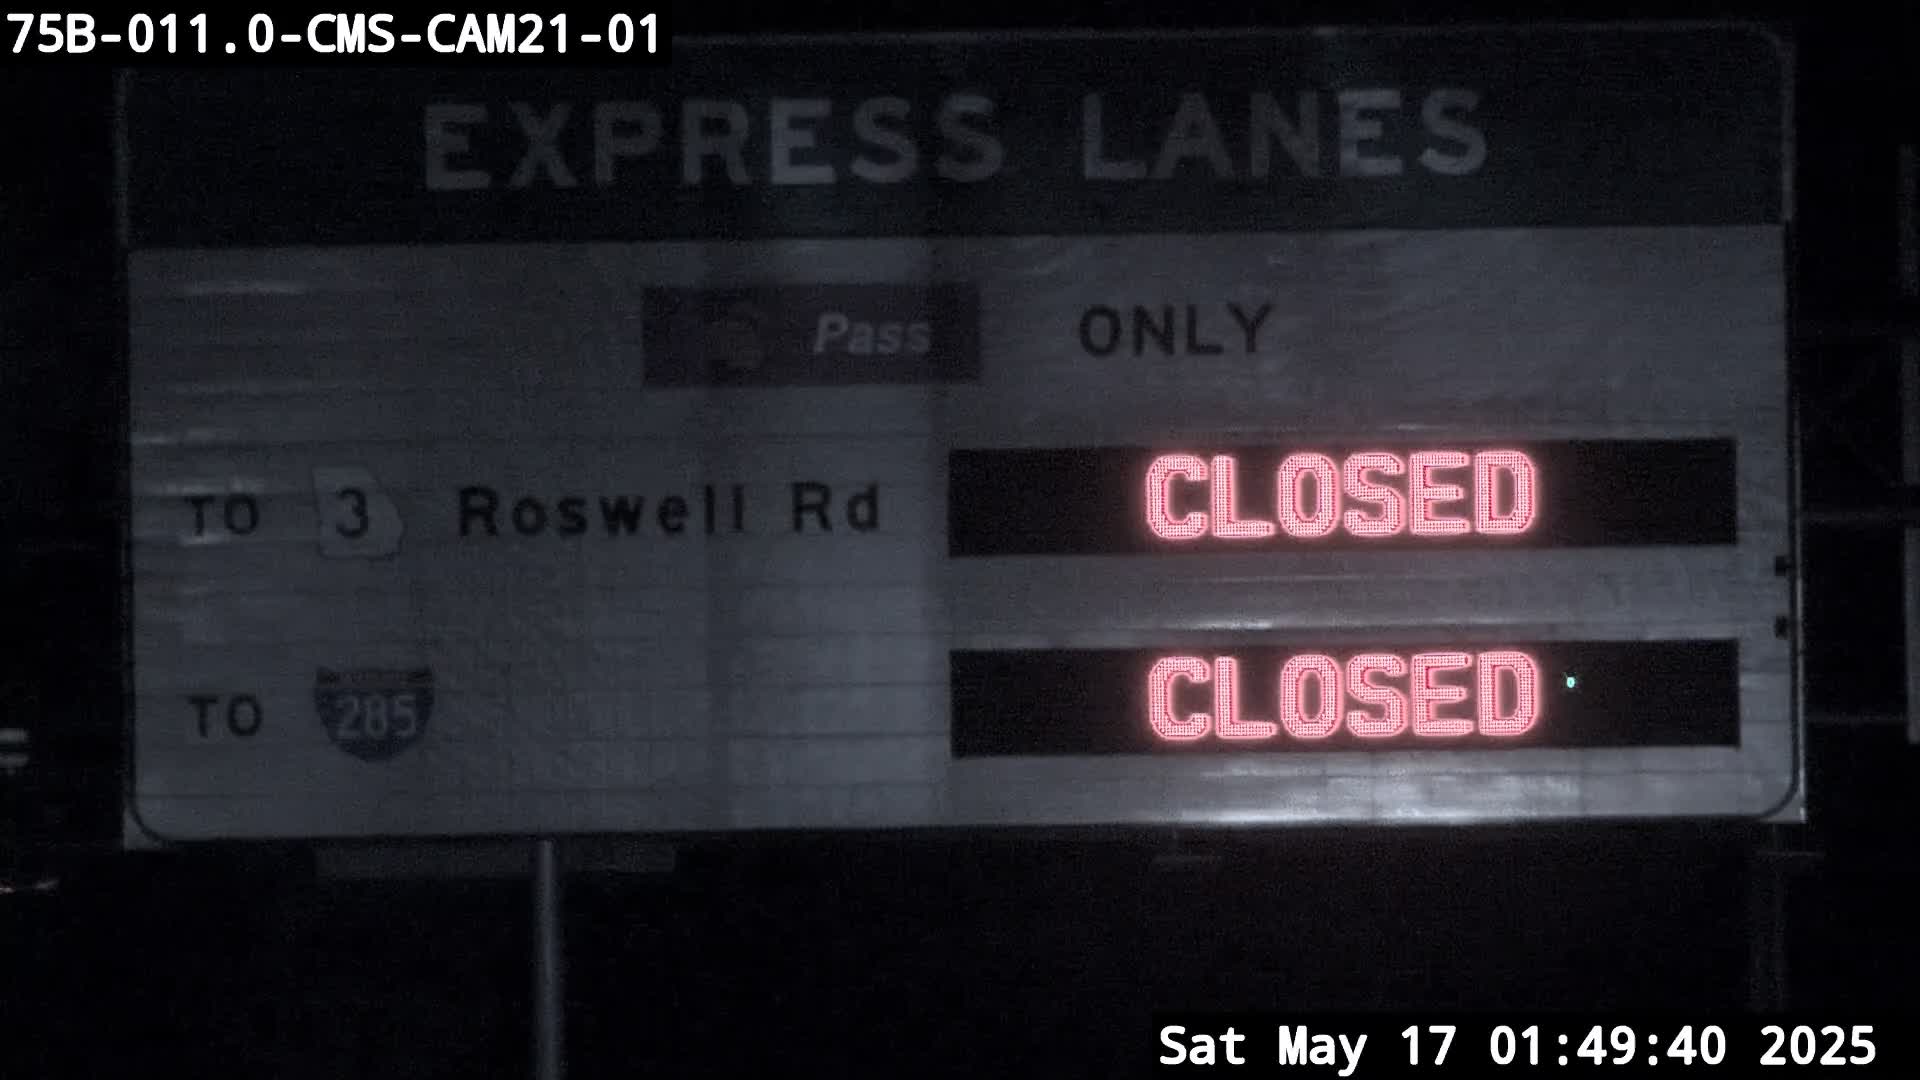 75B-011.0-CMS-CAM21-01
EXPRESS LANES
Pass ONLY
TO 3 Roswell Rd CLOSED
TO 285 CLOSED
Sat May 17 01:49:40 2025